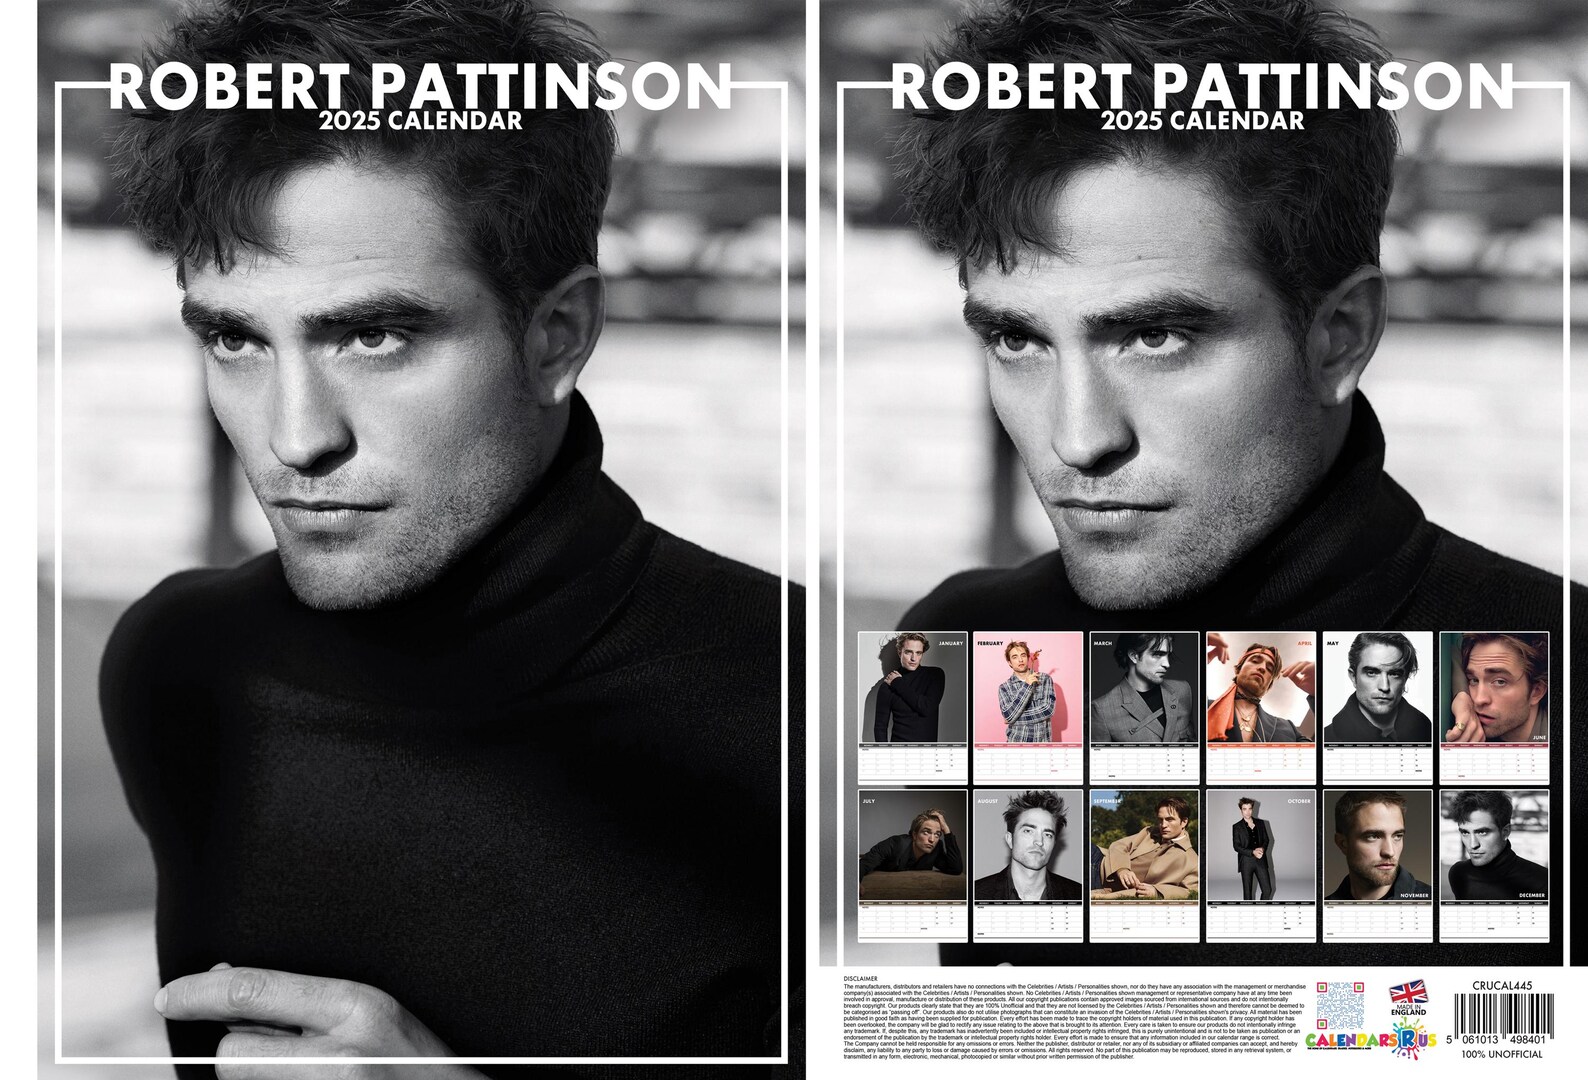 ROBERT PATTINSON
2025 CALENDAR
ROBERT PATTINSON
2025 CALENDAR
JANUARY
FEBRUARY
MARCH
APRIL
MAY
JUNE
JULY
AUGUST
SEPTEMBER
OCTOBER
NOVEMBER
DECEMBER
DISCLAIMER
The manufacturers, distributors and retailers have no connections with the Celebrities / Artists / Personalities shown, nor do they have any association with the management or merchandise
company(s) associated with the Celebrities / Artists / Personalities shown. No Celebrities / Artists / Personalities shown management or representative company have at any time been
involved in approval, manufacture or distribution of these products. All our copyright publications contain approved images sourced from international sources and do not intentionally
breach copyright. Our products clearly state that they are 100% Unofficial and that they are not licensed by the Celebrities / Artists / Personalities shown and therefore cannot be deemed to
be categorised as "passing off". Our products also do not utilise photographs that can constitute an invasion of the Celebrities / Artists / Personalities shown's privacy. All material has been
published in good faith as having been supplied for publication. Every effort has been made to trace the copyright holders of material used in this publication. If any copyright holder has
been overlooked, the company will be glad to rectify any issue relating to the above that is brought to its attention. Every care is taken to ensure our products do not intentionally infringe
any trademark. If, despite this, any trademark has inadvertently been included or intellectual property rights infringed, this is purely unintentional and is not to be taken as publication or an
endorsement of the publication by the trademark or intellectual property rights holder. Every effort is made to ensure that any information included in our calendar range is correct.
The Company cannot be held responsible for any omissions or errors. Neither the publisher, distributor or retailer, nor any of its subsidiary or affiliated companies can accept, and hereby
disclaim, any liability to any party to loss or damage caused by errors or omissions. All rights reserved. No part of this publication may be reproduced, stored in any retrieval system, or
transmitted in any form, electronic, mechanical, photocopied or similar without prior written permission of the publisher.
MADE IN
ENGLAND
CALENDARS R US
CRUCAL445
5 061013 498401
100% UNOFFICIAL